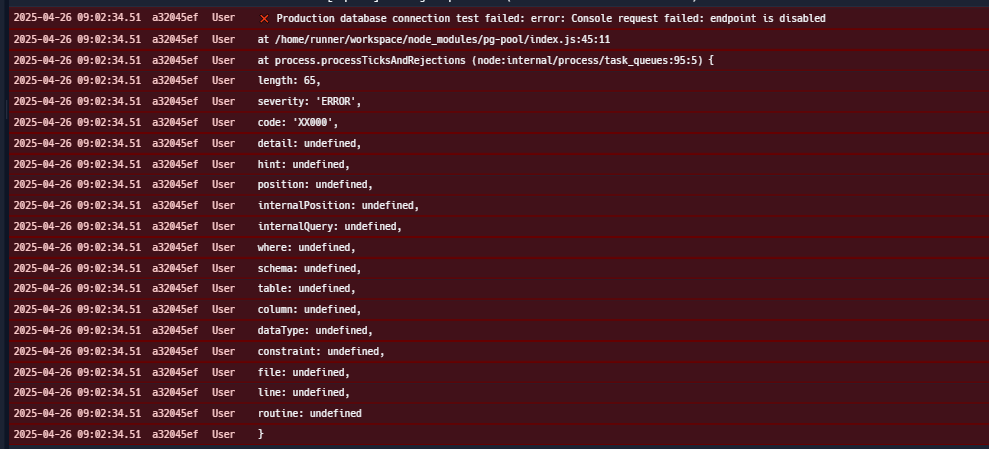 2025-04-26 09:02:34.51 a32045ef User ❌ Production database connection test failed: error: Console request failed: endpoint is disabled
2025-04-26 09:02:34.51 a32045ef User at /home/runner/workspace/node_modules/pg-pool/index.js:45:11
2025-04-26 09:02:34.51 a32045ef User at process.processTicksAndRejections (node:internal/process/task_queues:95:5) {
2025-04-26 09:02:34.51 a32045ef User length: 65,
2025-04-26 09:02:34.51 a32045ef User severity: 'ERROR',
2025-04-26 09:02:34.51 a32045ef User code: 'XX000',
2025-04-26 09:02:34.51 a32045ef User detail: undefined,
2025-04-26 09:02:34.51 a32045ef User hint: undefined,
2025-04-26 09:02:34.51 a32045ef User position: undefined,
2025-04-26 09:02:34.51 a32045ef User internalPosition: undefined,
2025-04-26 09:02:34.51 a32045ef User internalQuery: undefined,
2025-04-26 09:02:34.51 a32045ef User where: undefined,
2025-04-26 09:02:34.51 a32045ef User schema: undefined,
2025-04-26 09:02:34.51 a32045ef User table: undefined,
2025-04-26 09:02:34.51 a32045ef User column: undefined,
2025-04-26 09:02:34.51 a32045ef User dataType: undefined,
2025-04-26 09:02:34.51 a32045ef User constraint: undefined,
2025-04-26 09:02:34.51 a32045ef User file: undefined,
2025-04-26 09:02:34.51 a32045ef User line: undefined,
2025-04-26 09:02:34.51 a32045ef User routine: undefined
2025-04-26 09:02:34.51 a32045ef User }